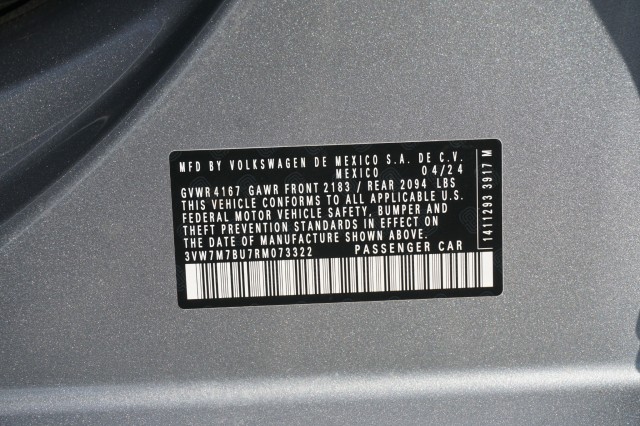 MFD BY VOLKSWAGEN DE MEXICO S.A. DE C.V.
MEXICO 04/24
GVWR 4167 GAWR FRONT 2183 / REAR 2094 LBS
THIS VEHICLE CONFORMS TO ALL APPLICABLE U.S.
FEDERAL MOTOR VEHICLE SAFETY, BUMPER AND
THEFT PREVENTION STANDARDS IN EFFECT ON
THE DATE OF MANUFACTURE SHOWN ABOVE.
3VW7M7BU7RM073322 PASSENGER CAR
1411293 3917 M